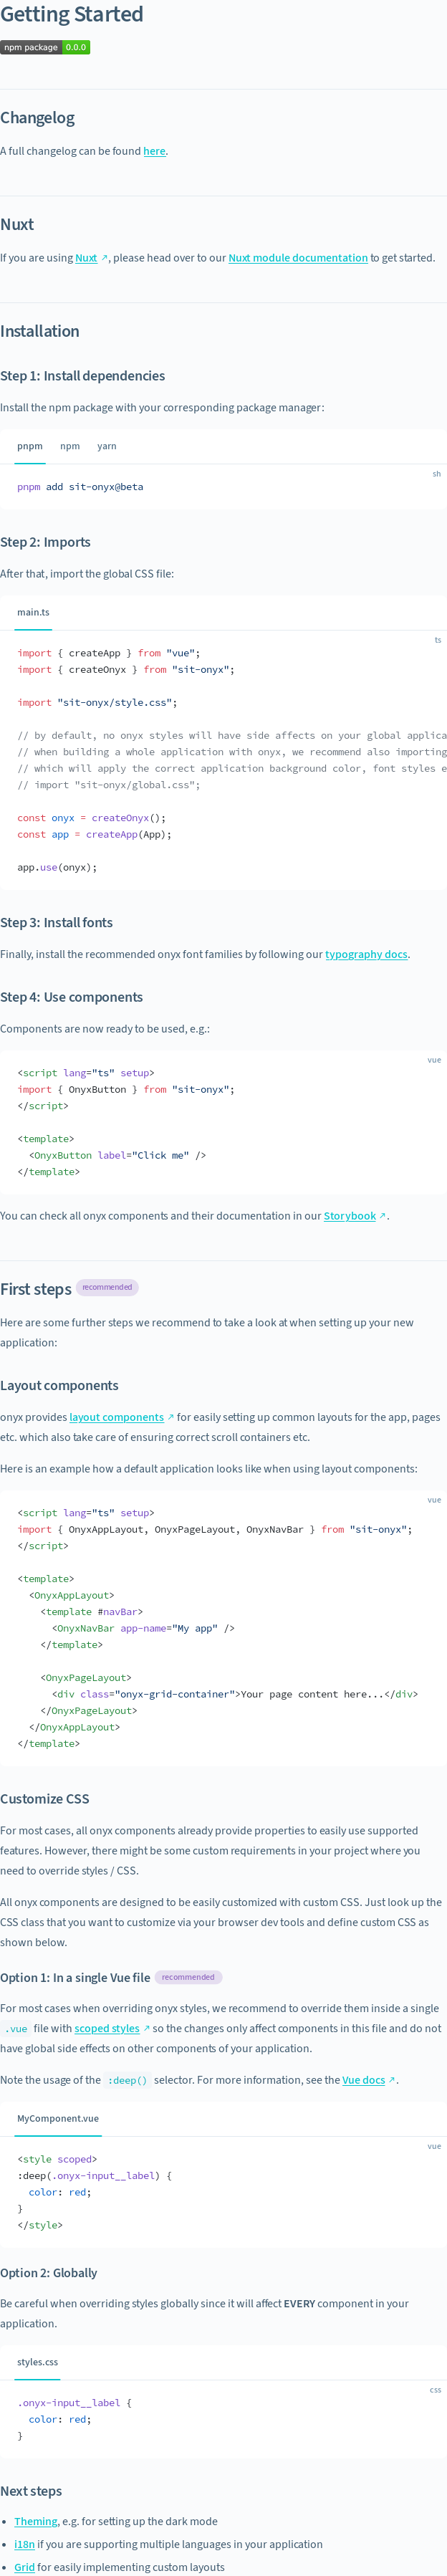 Getting Started
npm package 0.0.0
Changelog
A full changelog can be found here.
Nuxt
If you are using Nuxt ↗, please head over to our Nuxt module documentation to get started.
Installation
Step 1: Install dependencies
Install the npm package with your corresponding package manager:
pnpm npm yarn
sh
pnpm add sit-onyx@beta
Step 2: Imports
After that, import the global CSS file:
main.ts
ts
import { createApp } from "vue";
import { createOnyx } from "sit-onyx";
import "sit-onyx/style.css";
// by default, no onyx styles will have side affects on your global applica
// when building a whole application with onyx, we recommend also importing
// which will apply the correct application background color, font styles e
// import "sit-onyx/global.css";
const onyx = createOnyx();
const app = createApp(App);
app.use(onyx);
Step 3: Install fonts
Finally, install the recommended onyx font families by following our typography docs.
Step 4: Use components
Components are now ready to be used, e.g.:
vue
<script lang="ts" setup>
import { OnyxButton } from "sit-onyx";
</script>
<template>
  <OnyxButton label="Click me" />
</template>
You can check all onyx components and their documentation in our Storybook ↗.
First steps recommended
Here are some further steps we recommend to take a look at when setting up your new
application:
Layout components
onyx provides layout components ↗ for easily setting up common layouts for the app, pages
etc. which also take care of ensuring correct scroll containers etc.
Here is an example how a default application looks like when using layout components:
vue
<script lang="ts" setup>
import { OnyxAppLayout, OnyxPageLayout, OnyxNavBar } from "sit-onyx";
</script>
<template>
  <OnyxAppLayout>
    <template #navBar>
      <OnyxNavBar app-name="My app" />
    </template>
    <OnyxPageLayout>
      <div class="onyx-grid-container">Your page content here...</div>
    </OnyxPageLayout>
  </OnyxAppLayout>
</template>
Customize CSS
For most cases, all onyx components already provide properties to easily use supported
features. However, there might be some custom requirements in your project where you
need to override styles / CSS.
All onyx components are designed to be easily customized with custom CSS. Just look up the
CSS class that you want to customize via your browser dev tools and define custom CSS as
shown below.
Option 1: In a single Vue file recommended
For most cases when overriding onyx styles, we recommend to override them inside a single
.vue file with scoped styles ↗ so the changes only affect components in this file and do not
have global side effects on other components of your application.
Note the usage of the :deep() selector. For more information, see the Vue docs ↗.
MyComponent.vue
vue
<style scoped>
:deep(.onyx-input__label) {
  color: red;
}
</style>
Option 2: Globally
Be careful when overriding styles globally since it will affect EVERY component in your
application.
styles.css
css
.onyx-input__label {
  color: red;
}
Next steps
• Theming, e.g. for setting up the dark mode
• i18n if you are supporting multiple languages in your application
• Grid for easily implementing custom layouts